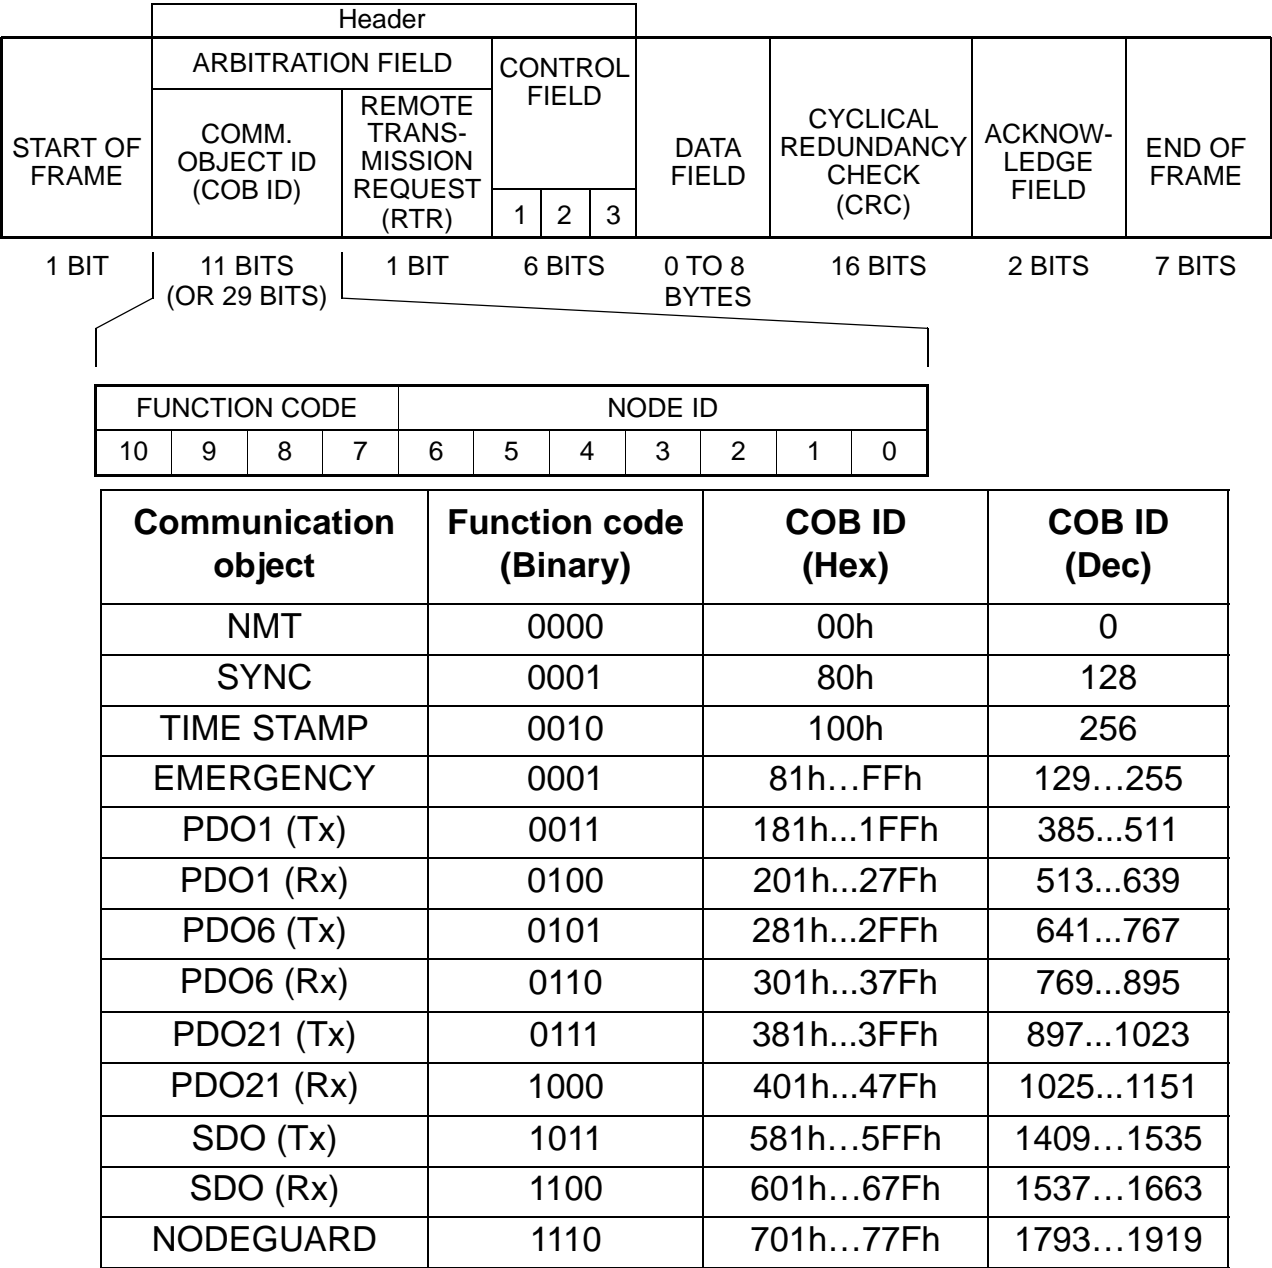 Header
ARBITRATION FIELD
CONTROL
FIELD
START OF
FRAME
COMM.
OBJECT ID
(COB ID)
REMOTE
TRANS-
MISSION
REQUEST
(RTR)
1 2 3
DATA
FIELD
CYCLICAL
REDUNDANCY
CHECK
(CRC)
ACKNOW-
LEDGE
FIELD
END OF
FRAME
1 BIT
11 BITS
(OR 29 BITS)
1 BIT
6 BITS
0 TO 8
BYTES
16 BITS
2 BITS
7 BITS
FUNCTION CODE NODE ID
10 9 8 7 6 5 4 3 2 1 0
Communication
object
Function code
(Binary)
COB ID
(Hex)
COB ID
(Dec)
NMT 0000 00h 0
SYNC 0001 80h 128
TIME STAMP 0010 100h 256
EMERGENCY 0001 81h…FFh 129…255
PDO1 (Tx) 0011 181h...1FFh 385...511
PDO1 (Rx) 0100 201h...27Fh 513...639
PDO6 (Tx) 0101 281h...2FFh 641...767
PDO6 (Rx) 0110 301h...37Fh 769...895
PDO21 (Tx) 0111 381h...3FFh 897...1023
PDO21 (Rx) 1000 401h...47Fh 1025...1151
SDO (Tx) 1011 581h…5FFh 1409…1535
SDO (Rx) 1100 601h…67Fh 1537…1663
NODEGUARD 1110 701h…77Fh 1793…1919